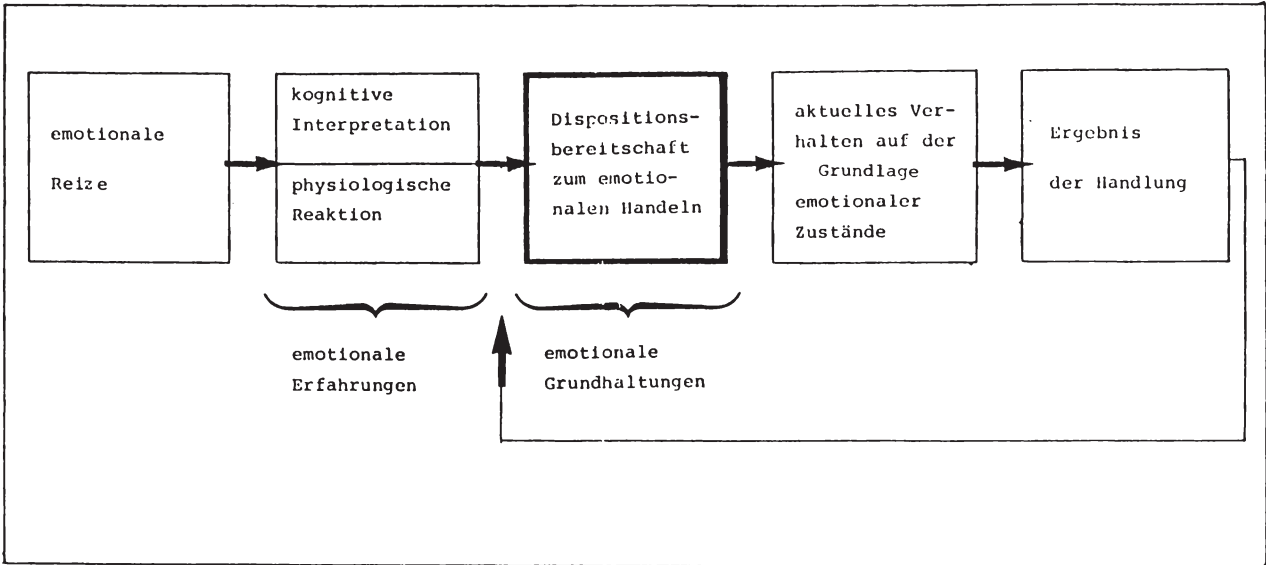 emotionale
Reize
kognitive
Interpretation
physiologische
Reaktion
Dispositions-
bereitschaft
zum emotio-
nalen Handeln
aktuelles Ver-
halten auf der
Grundlage
emotionaler
Zustände
Ergebnis
der Handlung
emotionale
Erfahrungen
emotionale
Grundhaltungen